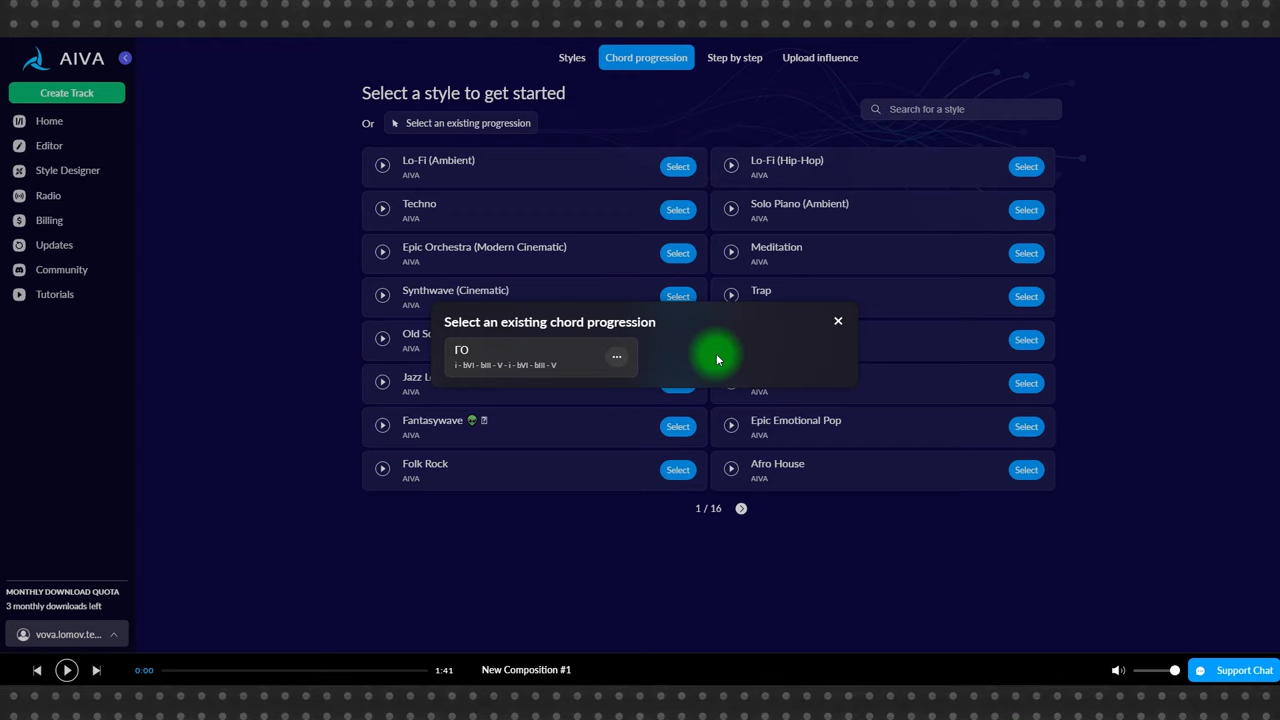 AIVA
Create Track
Home
Editor
Style Designer
Radio
Billing
Updates
Community
Tutorials
MONTHLY DOWNLOAD QUOTA
3 monthly downloads left
vova.lomov.te...
Styles
Chord progression
Step by step
Upload influence
Select a style to get started
Or
Select an existing progression
Search for a style
Lo-Fi (Ambient)
AIVA
Select
Lo-Fi (Hip-Hop)
AIVA
Select
Techno
AIVA
Select
Solo Piano (Ambient)
AIVA
Select
Epic Orchestra (Modern Cinematic)
AIVA
Select
Meditation
AIVA
Select
Synthwave (Cinematic)
AIVA
Select
Trap
Select
Select an existing chord progression
ГО
i - bVI - bIII - V - i - bVI - bIII - V
AIVA
Select
AIVA
AIVA
Select
Fantasywave
AIVA
Select
Epic Emotional Pop
AIVA
Select
Folk Rock
AIVA
Select
Afro House
AIVA
Select
1 / 16
0:00
1:41
New Composition #1
Support Chat